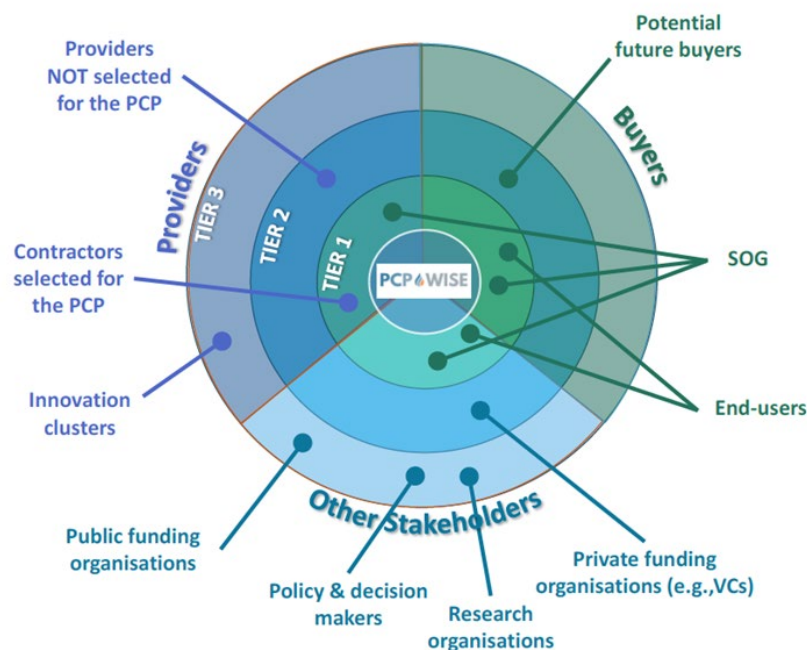 Providers
NOT selected
for the PCP
Potential
future buyers
Providers
Buyers
TIER 3
TIER 2
TIER 1
Contractors
selected for
the PCP
PCP WISE
SOG
Innovation
clusters
End-users
Other Stakeholders
Public funding
organisations
Policy & decision
makers
Research
organisations
Private funding
organisations (e.g.,VCs)